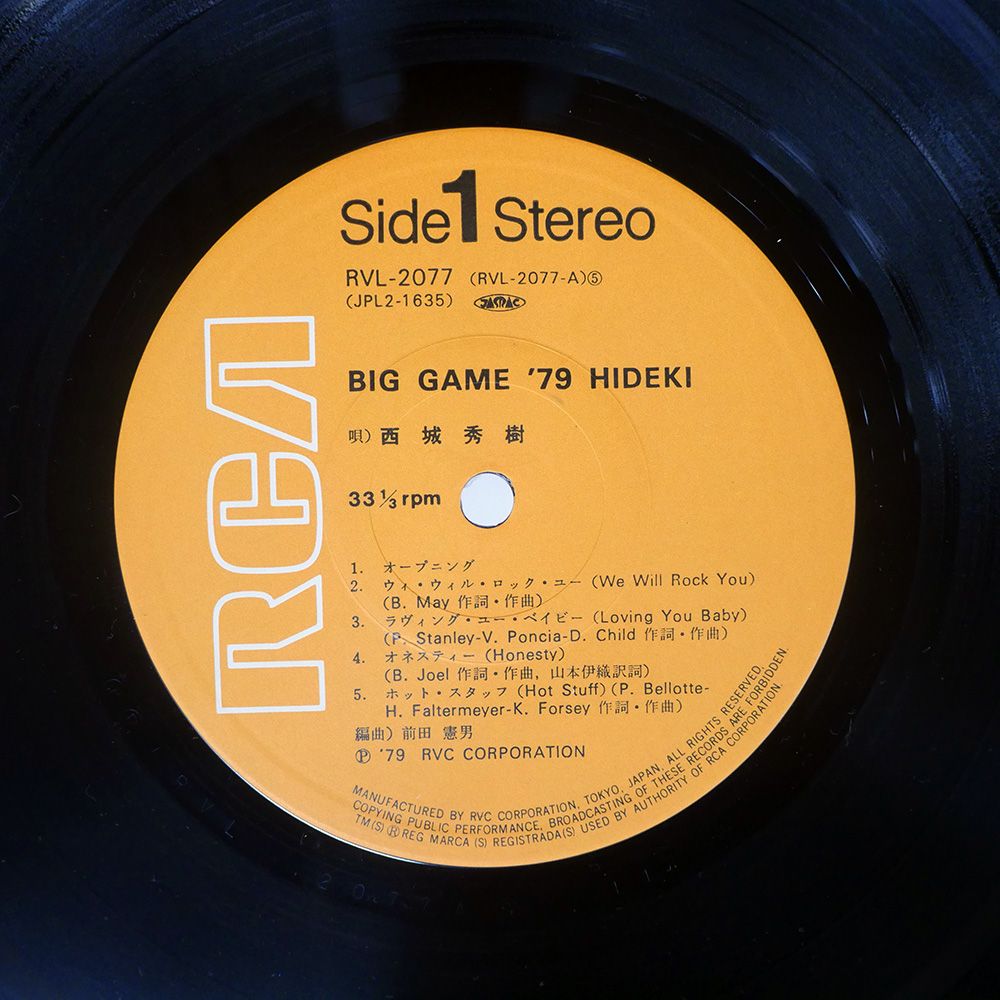 Side 1 Stereo
RVL-2077 (RVL-2077-A)⑤
(JPL2-1635) JASRAC
RCA
BIG GAME '79 HIDEKI
唄) 西城秀樹
33 1/3 rpm
1. オープニング
2. ウィ・ウィル・ロック・ユー (We Will Rock You)
(B. May 作詞・作曲)
3. ラヴィング・ユー・ベイビー (Loving You Baby)
(P. Stanley-V. Poncia-D. Child 作詞・作曲)
4. オネスティー (Honesty)
(B. Joel 作詞・作曲, 山本伊織訳詞)
5. ホット・スタッフ (Hot Stuff) (P. Bellotte-
H. Faltermeyer-K. Forsey 作詞・作曲)
編曲) 前田 憲男
Ⓟ '79 RVC CORPORATION
MANUFACTURED BY RVC CORPORATION, TOKYO, JAPAN, ALL RIGHTS RESERVED.
COPYING PUBLIC PERFORMANCE, BROADCASTING OF THESE RECORDS ARE FORBIDDEN.
TM(S) ® REG MARCA (S) REGISTRADA(S) USED BY AUTHORITY OF RCA CORPORATION.